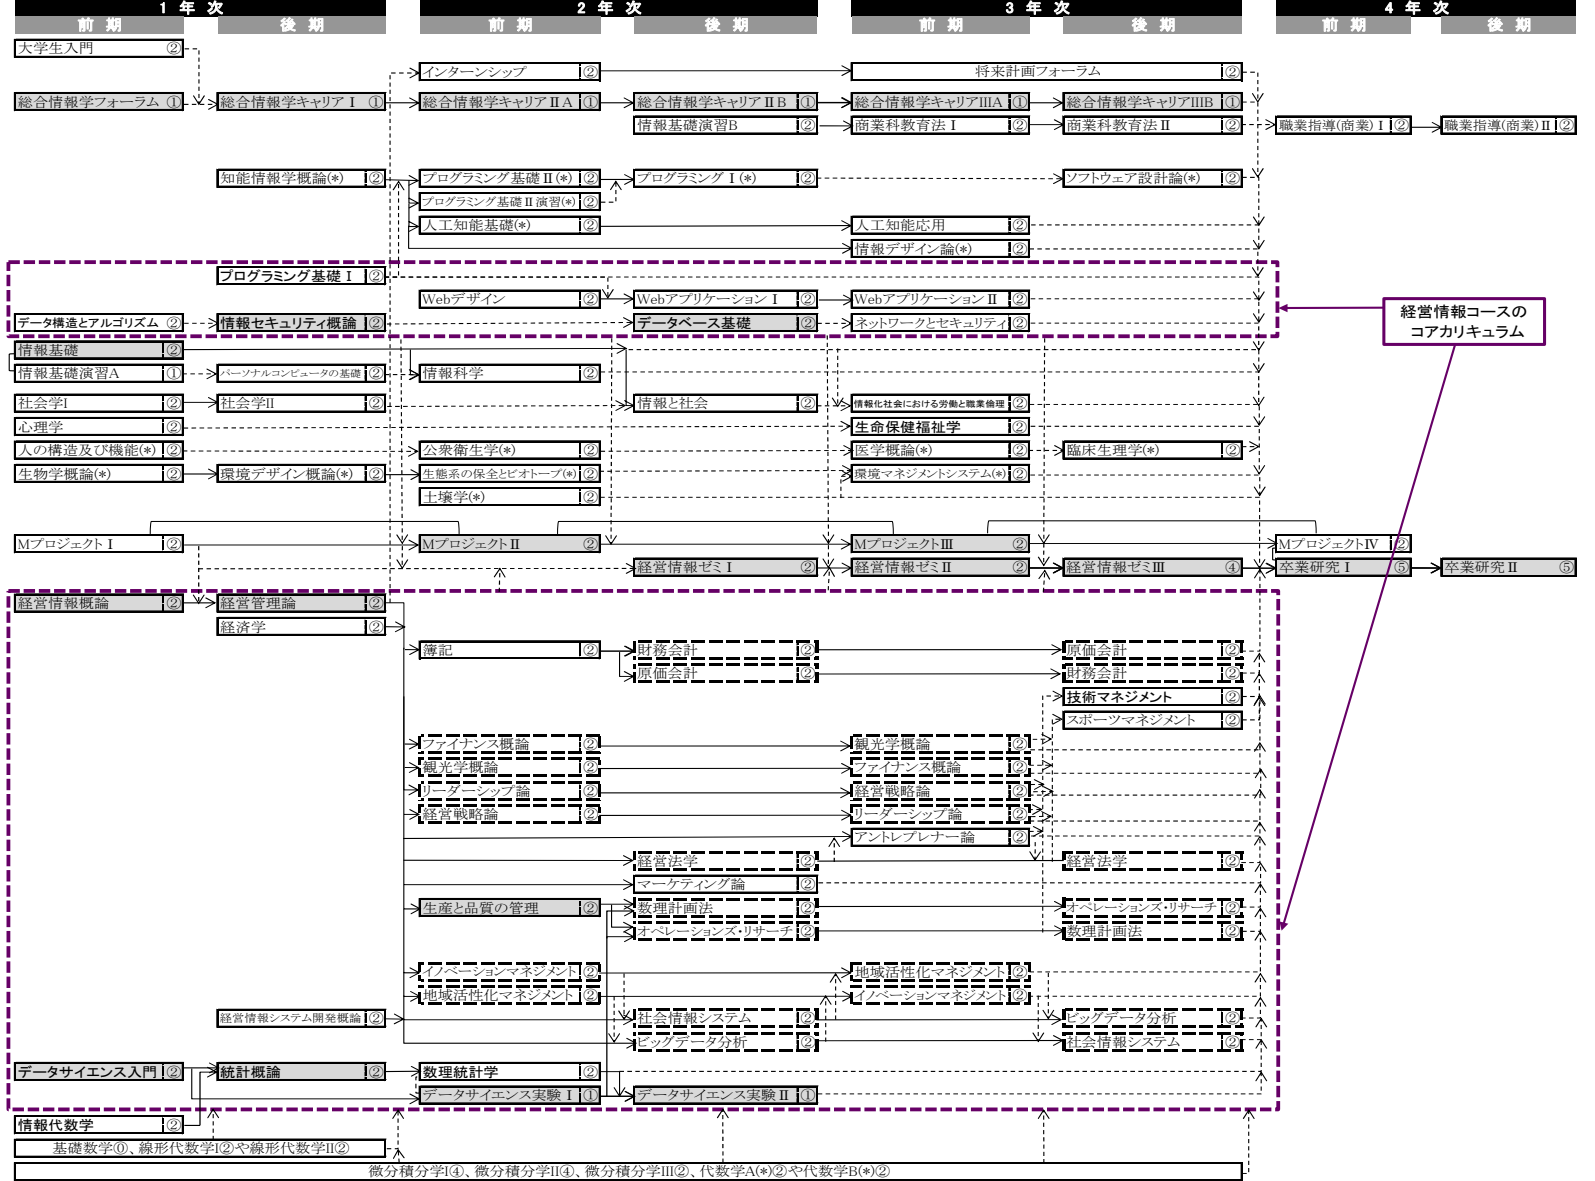 1 年 次 2 年 次 3 年 次 4 年 次
前 期 後 期 前 期 後 期 前 期 後 期 前 期 後 期
大学生入門 ②
インターンシップ ② 将来計画フォーラム ②
総合情報学フォーラム ① 総合情報学キャリアⅠ ① 総合情報学キャリアⅡA ① 総合情報学キャリアⅡB ① 総合情報学キャリアⅢA ① 総合情報学キャリアⅢB ①
情報基礎演習B ② 商業科教育法Ⅰ ② 商業科教育法Ⅱ ② 職業指導(商業)Ⅰ ② 職業指導(商業)Ⅱ ②
知能情報学概論(*) ② プログラミング基礎Ⅱ(*) ② プログラミングⅠ(*) ② ソフトウェア設計論(*) ②
プログラミング基礎Ⅱ演習(*) ②
人工知能基礎(*) ② 人工知能応用 ②
情報デザイン論(*) ②
プログラミング基礎Ⅰ ②
Webデザイン ② WebアプリケーションⅠ ② WebアプリケーションⅡ ②
経営情報コースの
コアカリキュラム
データ構造とアルゴリズム ② 情報セキュリティ概論 ② データベース基礎 ② ネットワークとセキュリティ ②
情報基礎 ②
情報基礎演習A ① パーソナルコンピュータの基礎 ② 情報科学 ②
社会学I ② 社会学II ② 情報と社会 ② 情報化社会における労働と職業倫理 ②
心理学 ② 生命保健福祉学 ②
人の構造及び機能(*) ② 公衆衛生学(*) ② 医学概論(*) ② 臨床生理学(*) ②
生物学概論(*) ② 環境デザイン概論(*) ② 生態系の保全とビオトープ(*) ② 環境マネジメントシステム(*) ②
土壌学(*) ②
MプロジェクトⅠ ② MプロジェクトⅡ ② MプロジェクトⅢ ② MプロジェクトⅣ ②
経営情報ゼミⅠ ② 経営情報ゼミⅡ ② 経営情報ゼミⅢ ④ 卒業研究Ⅰ ⑤ 卒業研究Ⅱ ⑤
経営情報概論 ② 経営管理論 ②
経済学 ②
簿記 ② 財務会計 ② 原価会計 ②
原価会計 ② 財務会計 ②
技術マネジメント ②
スポーツマネジメント ②
ファイナンス概論 ② 観光学概論 ②
観光学概論 ② ファイナンス概論 ②
リーダーシップ論 ② 経営戦略論 ②
経営戦略論 ② リーダーシップ論 ②
アントレプレナー論 ②
経営法学 ② 経営法学 ②
マーケティング論 ②
生産と品質の管理 ② 数理計画法 ② オペレーションズ・リサーチ ②
オペレーションズ・リサーチ ② 数理計画法 ②
イノベーションマネジメント ② 地域活性化マネジメント ②
地域活性化マネジメント ② イノベーションマネジメント ②
経営情報システム開発概論 ② 社会情報システム ② ビッグデータ分析 ②
ビッグデータ分析 ② 社会情報システム ②
データサイエンス入門 ② 統計概論 ② 数理統計学 ②
データサイエンス実験Ⅰ ① データサイエンス実験Ⅱ ①
情報代数学 ②
基礎数学⓪、線形代数学I②や線形代数学II②
微分積分学I④、微分積分学II④、微分積分学III②、代数学A(*)②や代数学B(*)②